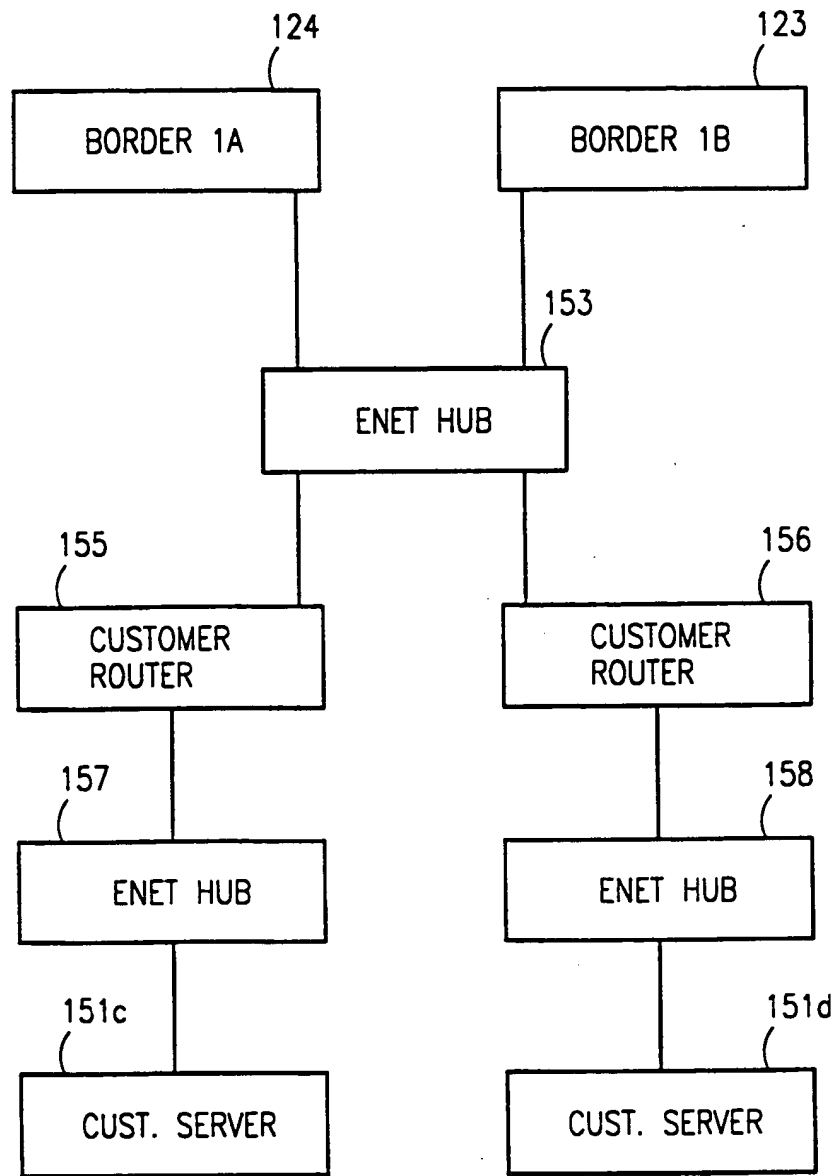 124
123
BORDER 1A
BORDER 1B
153
ENET HUB
155
156
CUSTOMER
ROUTER
CUSTOMER
ROUTER
157
158
ENET HUB
ENET HUB
151c
151d
CUST. SERVER
CUST. SERVER